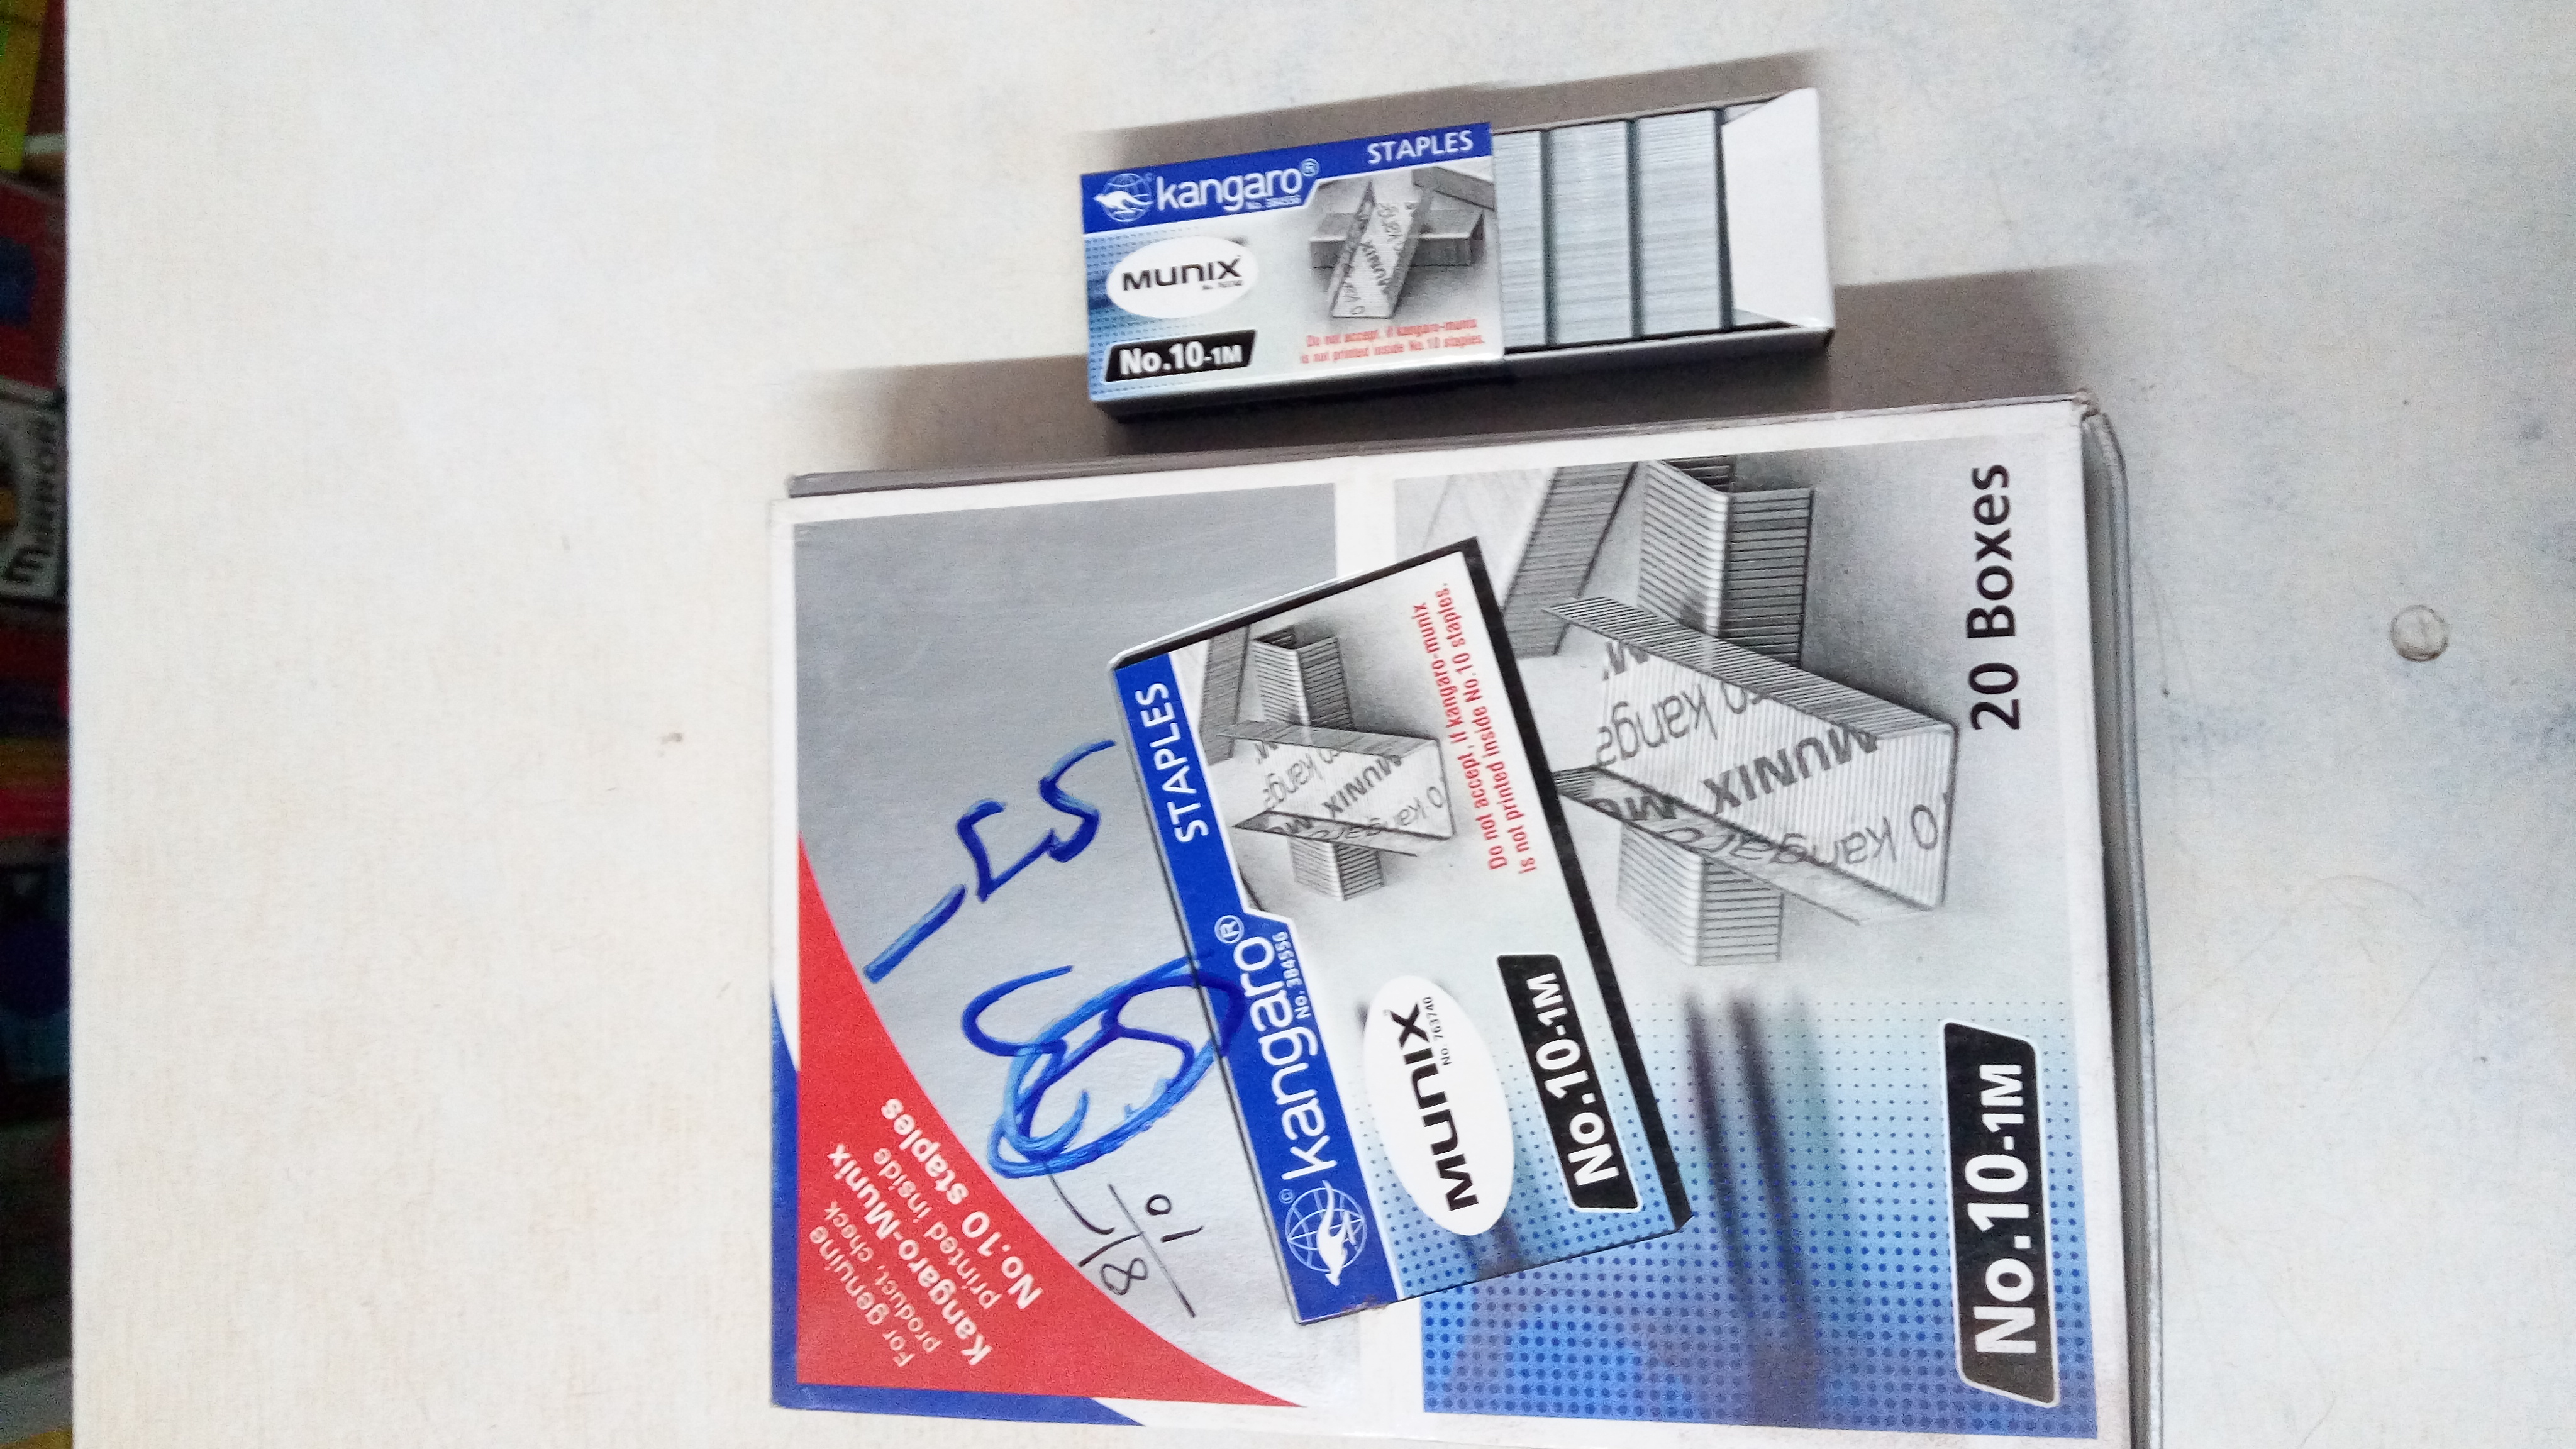 kangaro®
No. 384556
STAPLES
MUNIX
No.10-1M
Do not accept, if kangaro-munix
is not printed inside No.10 staples.
STAPLES
kangaro®
No. 384556
MUNIX
No. 763740
No.10-1M
Do not accept, if kangaro-munix
is not printed inside No.10 staples.
MUNIX
For genuine
product, check
Kangaro-Munix
printed inside
No.10 staples
20 Boxes
No.10-1M
MUNIX